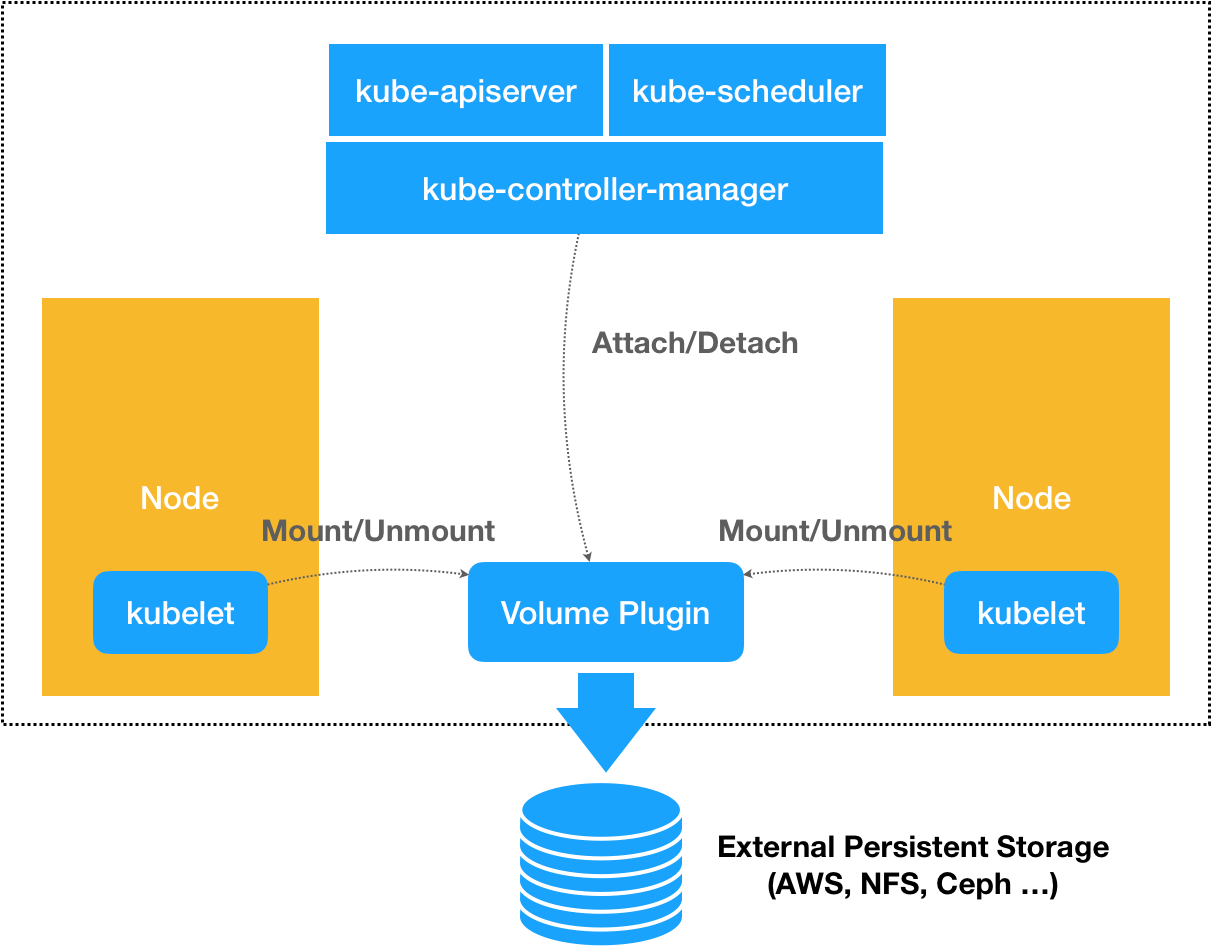 kube-apiserver
kube-scheduler
kube-controller-manager
Attach/Detach
Node
Node
Mount/Unmount
Mount/Unmount
kubelet
Volume Plugin
kubelet
External Persistent Storage
(AWS, NFS, Ceph ...)